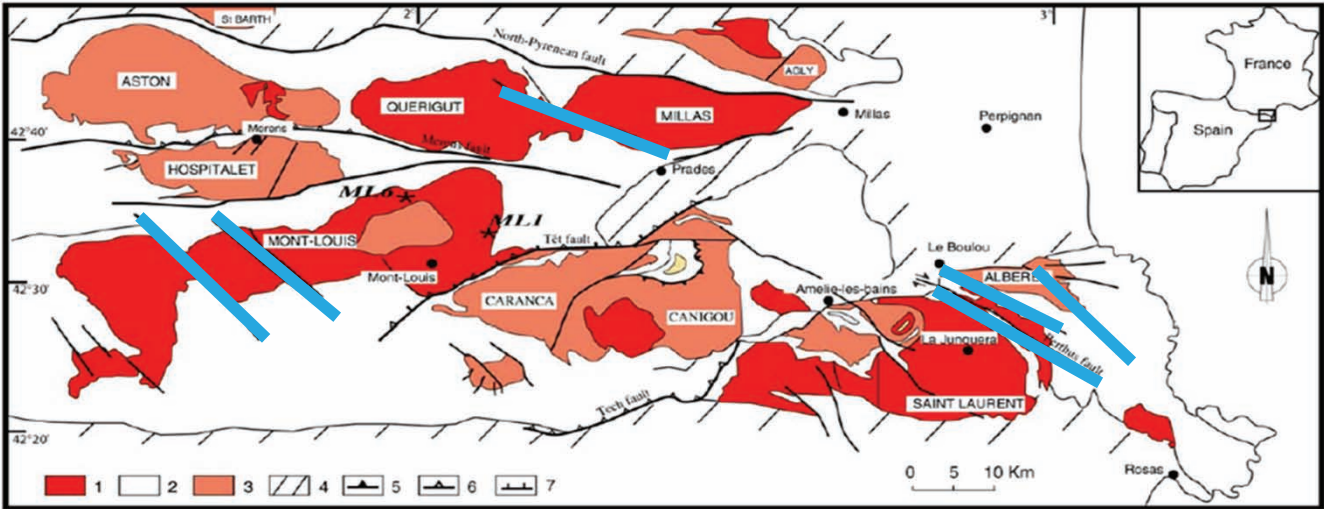 St BARTH
2°
3°
North-Pyrenean fault
France
ASTON
AGLY
QUERIGUT
MILLAS
Millas
Perpignan
Merens
42°40'
Spain
Merens fault
HOSPITALET
Prades
ML6
ML1
MONT-LOUIS
Têt fault
Le Boulou
Mont-Louis
ALBERE
N
42°30'
Amelie-les-bains
CARANCA
CANIGOU
La Junquera
Perthus fault
Tech fault
SAINT LAURENT
42°20'
Rosas
0 5 10 Km
1 2 3 4 5 6 7